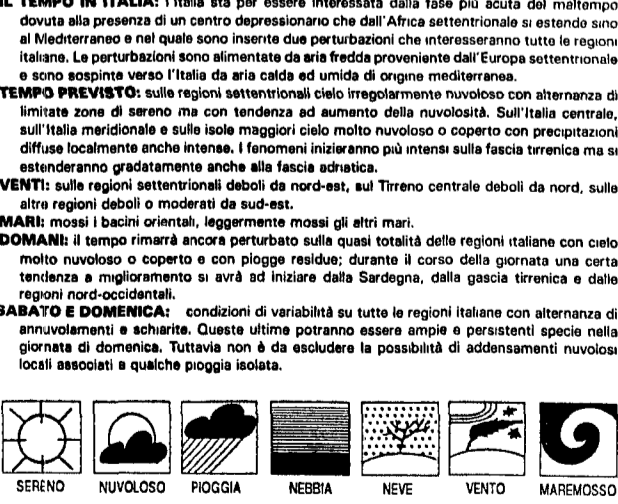 IL TEMPO IN ITALIA: l'Italia sta per essere interessata dalla fase più acuta del maltempo
dovuta alla presenza di un centro depressionario che dall'Africa settentrionale si estende sino
al Mediterraneo e nel quale sono inserite due perturbazioni che interesseranno tutte le regioni
italiane. Le perturbazioni sono alimentate da aria fredda proveniente dall'Europa settentrionale
e sono sospinte verso l'Italia da aria calda ed umida di origine mediterranea.
TEMPO PREVISTO: sulle regioni settentrionali cielo irregolarmente nuvoloso con alternanza di
limitate zone di sereno ma con tendenza ad aumento della nuvolosità. Sull'Italia centrale,
sull'Italia meridionale e sulle isole maggiori cielo molto nuvoloso o coperto con precipitazioni
diffuse localmente anche intense. I fenomeni inizieranno più intensi sulla fascia tirrenica ma si
estenderanno gradatamente anche alla fascia adriatica.
VENTI: sulle regioni settentrionali deboli da nord-est, sul Tirreno centrale deboli da nord, sulle
altre regioni deboli o moderati da sud-est.
MARI: mossi i bacini orientali, leggermente mossi gli altri mari.
DOMANI: il tempo rimarrà ancora perturbato sulla quasi totalità delle regioni italiane con cielo
molto nuvoloso o coperto e con piogge residue; durante il corso della giornata una certa
tendenza a miglioramento si avrà ad iniziare dalla Sardegna, dalla gascia tirrenica e dalle
regioni nord-occidentali.
SABATO E DOMENICA: condizioni di variabilità su tutte le regioni italiane con alternanza di
annuvolamenti e schiarite. Queste ultime potranno essere ampie e persistenti specie nella
giornata di domenica. Tuttavia non è da escludere la possibilità di addensamenti nuvolosi
locali associati a qualche pioggia isolata.
SERENO NUVOLOSO PIOGGIA NEBBIA NEVE VENTO MAREMOSSO